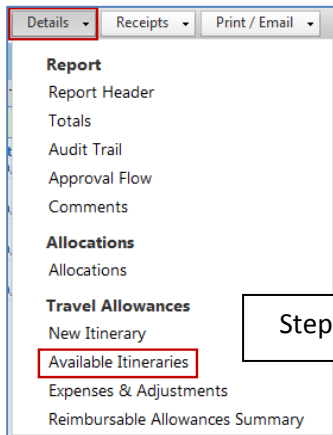 Details Receipts Print / Email
Report
Report Header
Totals
Audit Trail
Approval Flow
Comments
Allocations
Allocations
Travel Allowances
New Itinerary
Step
Available Itineraries
Expenses & Adjustments
Reimbursable Allowances Summary